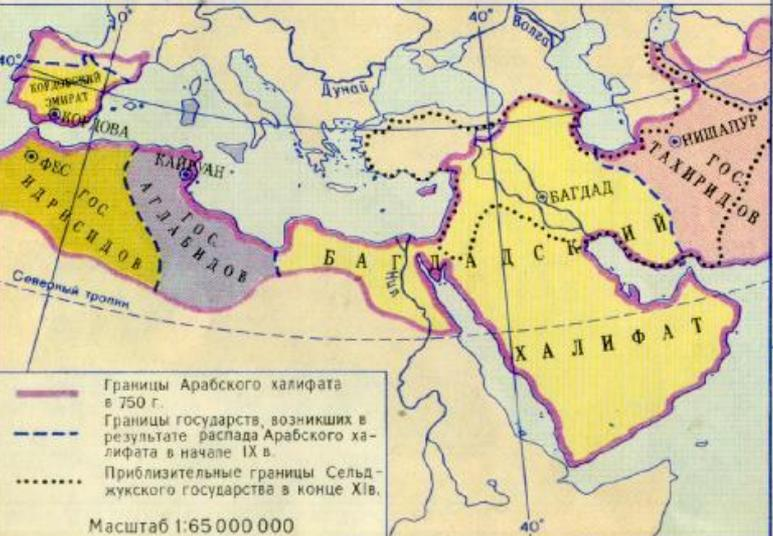 0°
40°
Волга
40°
КОРДОВСКИЙ
ЭМИРАТ
КОРДОВА
Дунай
ФЕС
ГОС.
ИДРИСИДОВ
КАЙРУАН
ГОС.
АГЛАБИДОВ
НИШАПУР
ГОС.
ТАХИРИДОВ
БАГДАД
БАГДАДСКИЙ
Нил
ХАЛИФАТ
Северный тропик
Границы Арабского халифата
в 750 г.
Границы государств, возникших в
результате распада Арабского ха-
лифата в начале IX в.
Приблизительные границы Сельд-
жукского государства в конце XIв.
Масштаб 1:65 000 000
40°